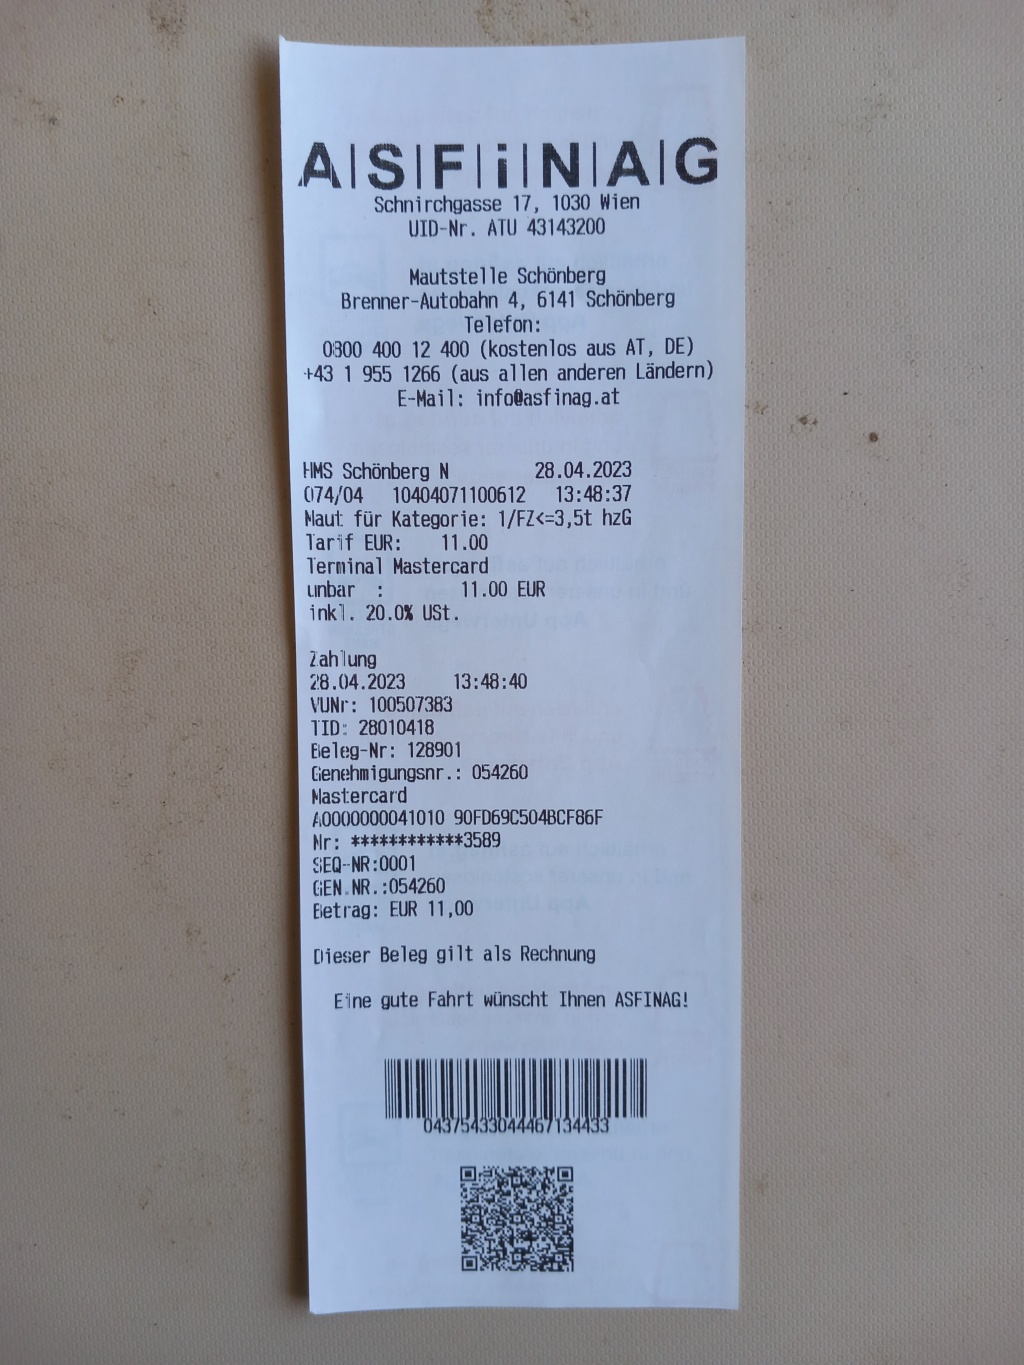 A|S|F|i|N|A|G
Schnirchgasse 17, 1030 Wien
UID-Nr. ATU 43143200
Mautstelle Schönberg
Brenner-Autobahn 4, 6141 Schönberg
Telefon:
0800 400 12 400 (kostenlos aus AT, DE)
+43 1 955 1266 (aus allen anderen Ländern)
E-Mail: info@asfinag.at
HMS Schönberg N 28.04.2023
074/04 10404071100612 13:48:37
Maut für Kategorie: 1/FZ<=3,5t hzG
Tarif EUR: 11.00
Terminal Mastercard
unbar : 11.00 EUR
inkl. 20.0% USt.
Zahlung
28.04.2023 13:48:40
VUNr: 100507383
TID: 28010418
Beleg-Nr: 128901
Genehmigungsnr.: 054260
Mastercard
A0000000041010 90FD69C504BCF86F
Nr: ************3589
SEQ-NR:0001
GEN.NR.:054260
Betrag: EUR 11,00
Dieser Beleg gilt als Rechnung
Eine gute Fahrt wünscht Ihnen ASFINAG!
04375433044467134433